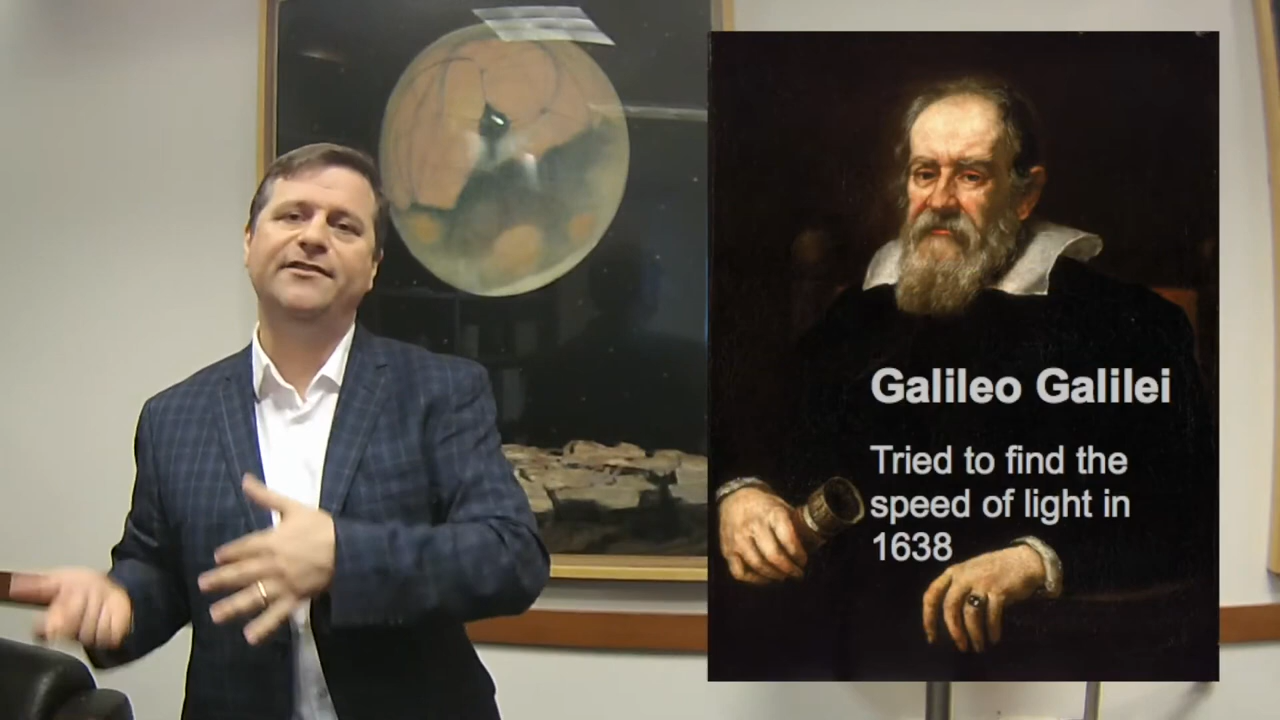 Galileo Galilei
Tried to find the
speed of light in
1638